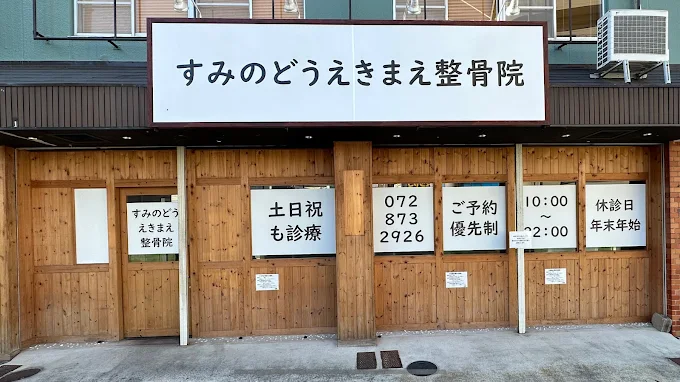 すみのどうえきまえ整骨院
すみのどう
えきまえ
整骨院
土日祝
も診療
072
873
2926
ご予約
優先制
10:00
〜
22:00
休診日
年末年始